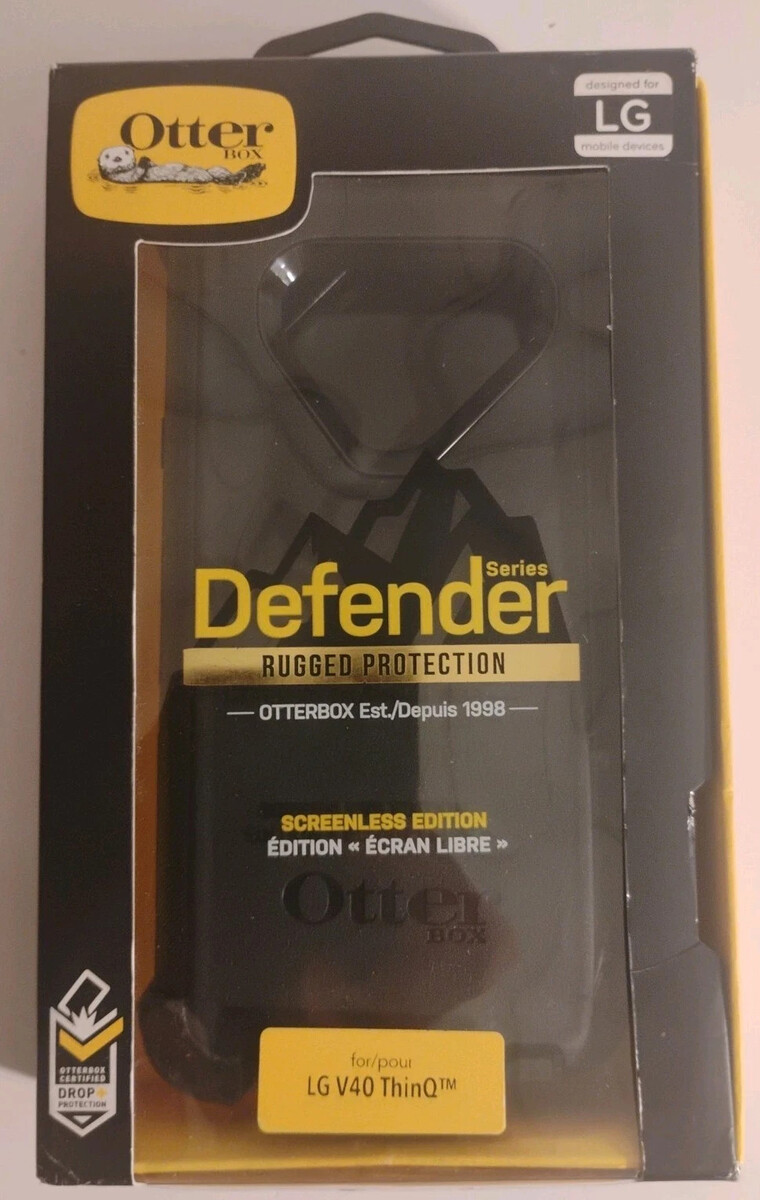 Otter
BOX
designed for
LG
mobile devices
Defender
Series
RUGGED PROTECTION
OTTERBOX Est./Depuis 1998
SCREENLESS EDITION
ÉDITION « ÉCRAN LIBRE »
Otter
BOX
OTTERBOX
CERTIFIED
DROP+
PROTECTION
for/pour
LG V40 ThinQ™